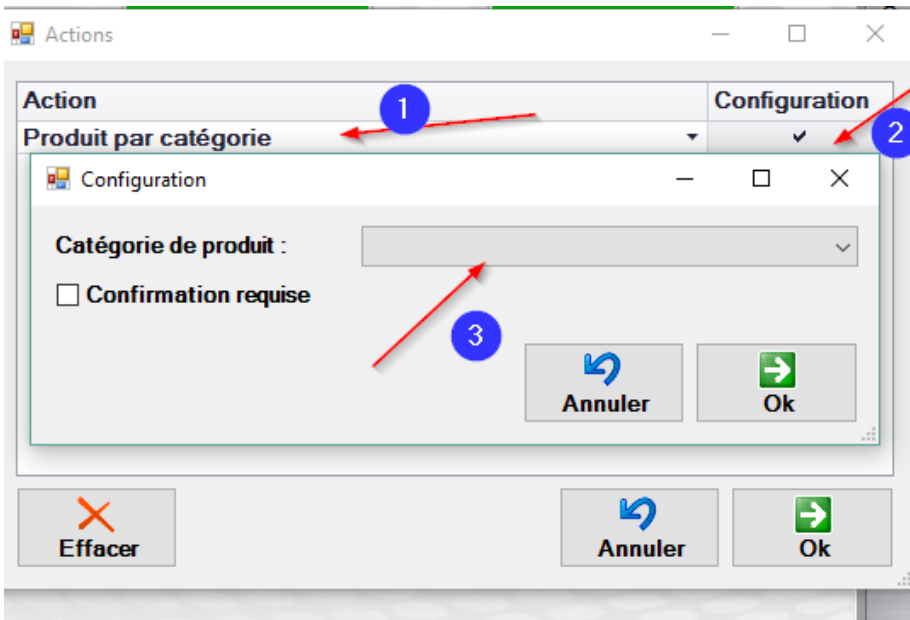 Actions
Action
Configuration
1
2
Produit par catégorie
Configuration
Catégorie de produit :
Confirmation requise
3
Annuler
Ok
Effacer
Annuler
Ok